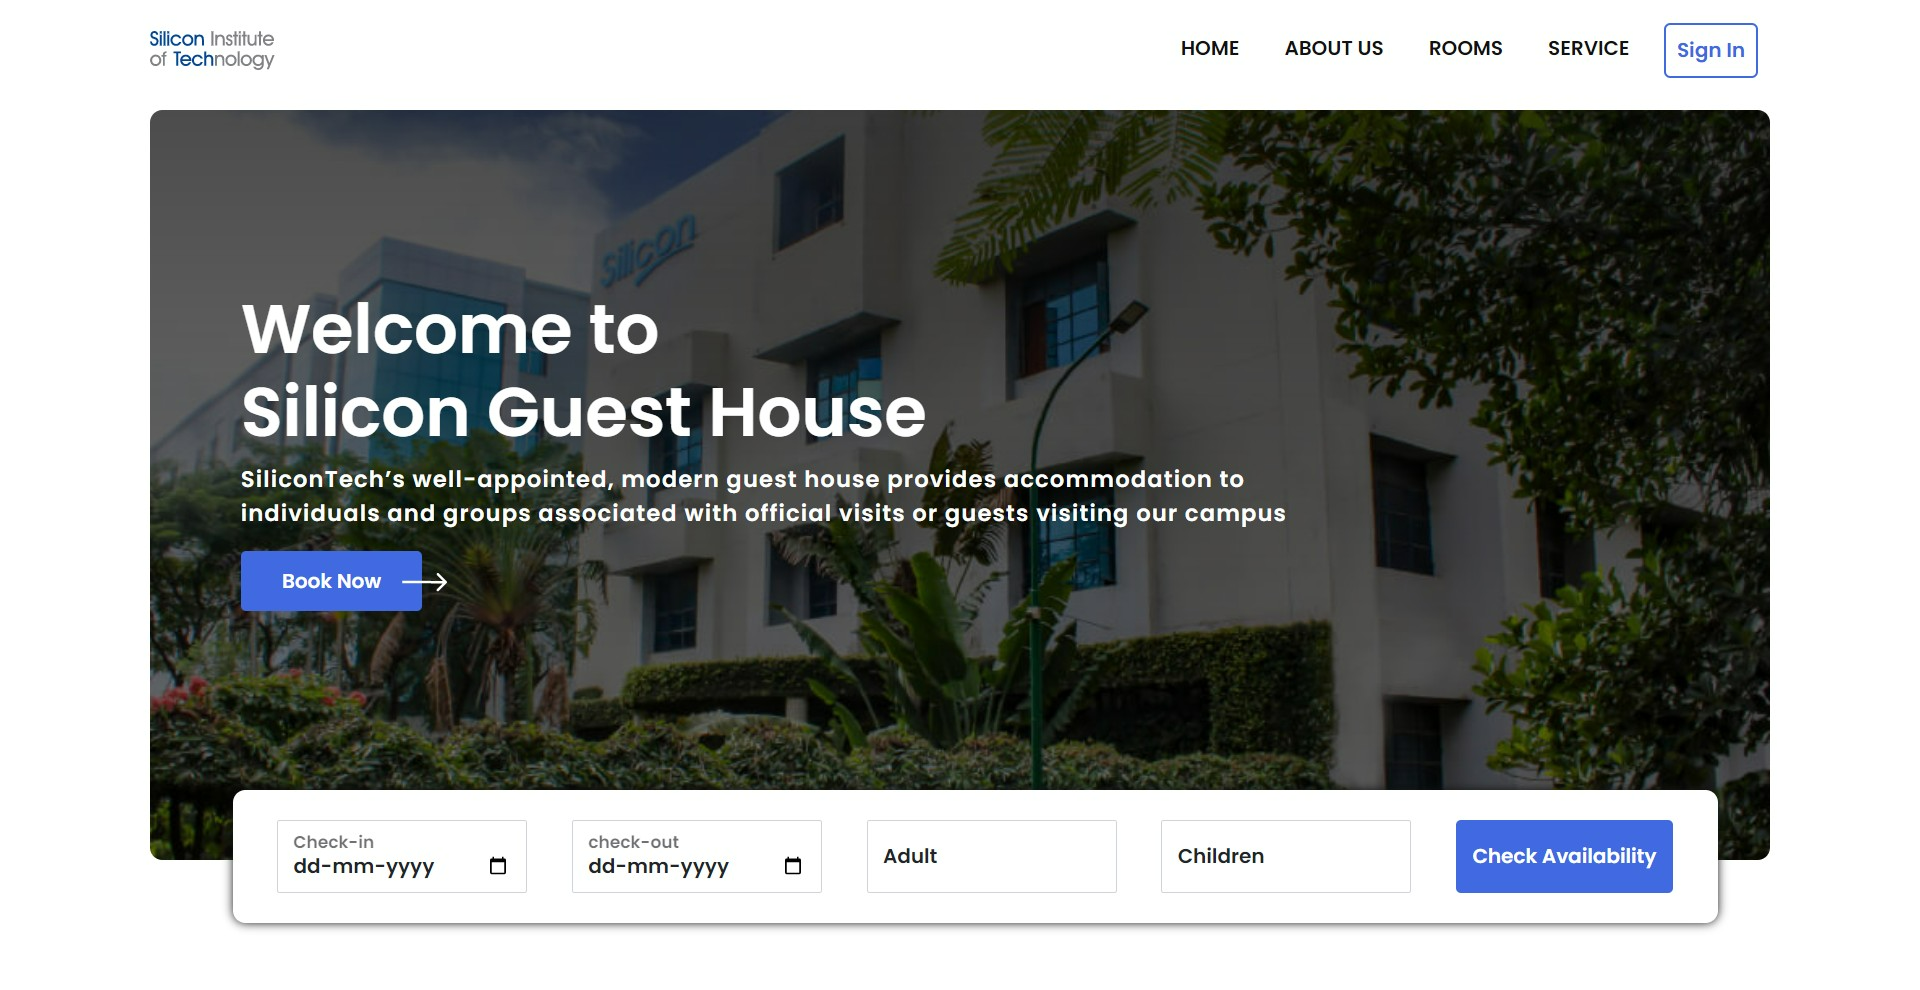 Silicon Institute
of Technology
HOME
ABOUT US
ROOMS
SERVICE
Sign In
Silicon
Welcome to
Silicon Guest House
SiliconTech’s well-appointed, modern guest house provides accommodation to
individuals and groups associated with official visits or guests visiting our campus
Book Now
Check-in
dd-mm-yyyy
check-out
dd-mm-yyyy
Adult
Children
Check Availability